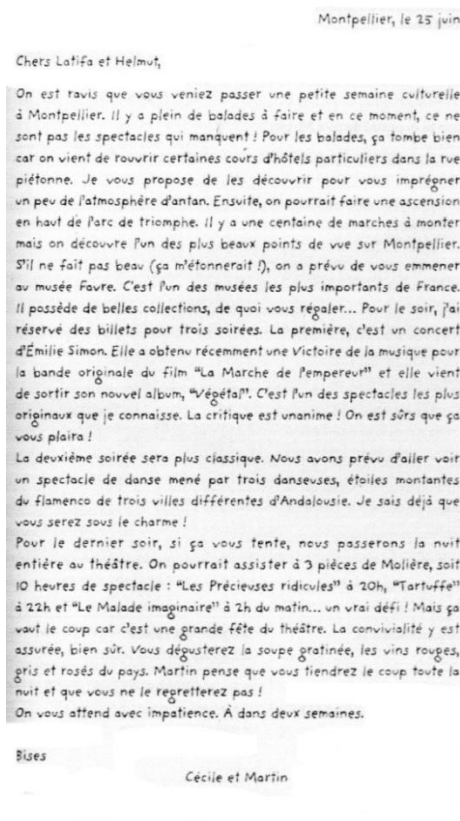 Montpellier, le 25 juin
Chers Latifa et Helmut,
On est ravis que vous veniez passer une petite semaine culturelle
à Montpellier. Il y a plein de balades à faire et en ce moment, ce ne
sont pas les spectacles qui manquent ! Pour les balades, ça tombe bien
car on vient de rouvrir certaines cours d'hôtels particuliers dans la rue
piétonne. Je vous propose de les découvrir pour vous imprégner
un peu de l'atmosphère d'antan. Ensuite, on pourrait faire une ascension
en haut de l'arc de triomphe. Il y a une centaine de marches à monter
mais on découvre l'un des plus beaux points de vue sur Montpellier.
S'il ne fait pas beau (ça m'étonnerait !), on a prévu de vous emmener
au musée Favre. C'est l'un des musées les plus importants de France.
Il possède de belles collections, de quoi vous régaler... Pour le soir, j'ai
réservé des billets pour trois soirées. La première, c'est un concert
d'Émilie Simon. Elle a obtenu récemment une Victoire de la musique pour
la bande originale du film "La Marche de l'empereur" et elle vient
de sortir son nouvel album, "Végétal". C'est l'un des spectacles les plus
originaux que je connaisse. La critique est unanime ! On est sûrs que ça
vous plaira !
La deuxième soirée sera plus classique. Nous avons prévu d'aller voir
un spectacle de danse mené par trois danseuses, étoiles montantes
du flamenco de trois villes différentes d'Andalousie. Je sais déjà que
vous serez sous le charme !
Pour le dernier soir, si ça vous tente, nous passerons la nuit
entière au théâtre. On pourrait assister à 3 pièces de Molière, soit
10 heures de spectacle : "Les Précieuses ridicules" à 20h, "Tartuffe"
à 22h et "Le Malade imaginaire" à 2h du matin... un vrai défi ! Mais ça
vaut le coup car c'est une grande fête du théâtre. La convivialité y est
assurée, bien sûr. Vous dégusterez la soupe gratinée, les vins rouges,
gris et rosés du pays. Martin pense que vous tiendrez le coup toute la
nuit et que vous ne le regretterez pas !
On vous attend avec impatience. À dans deux semaines.
Bises
Cécile et Martin